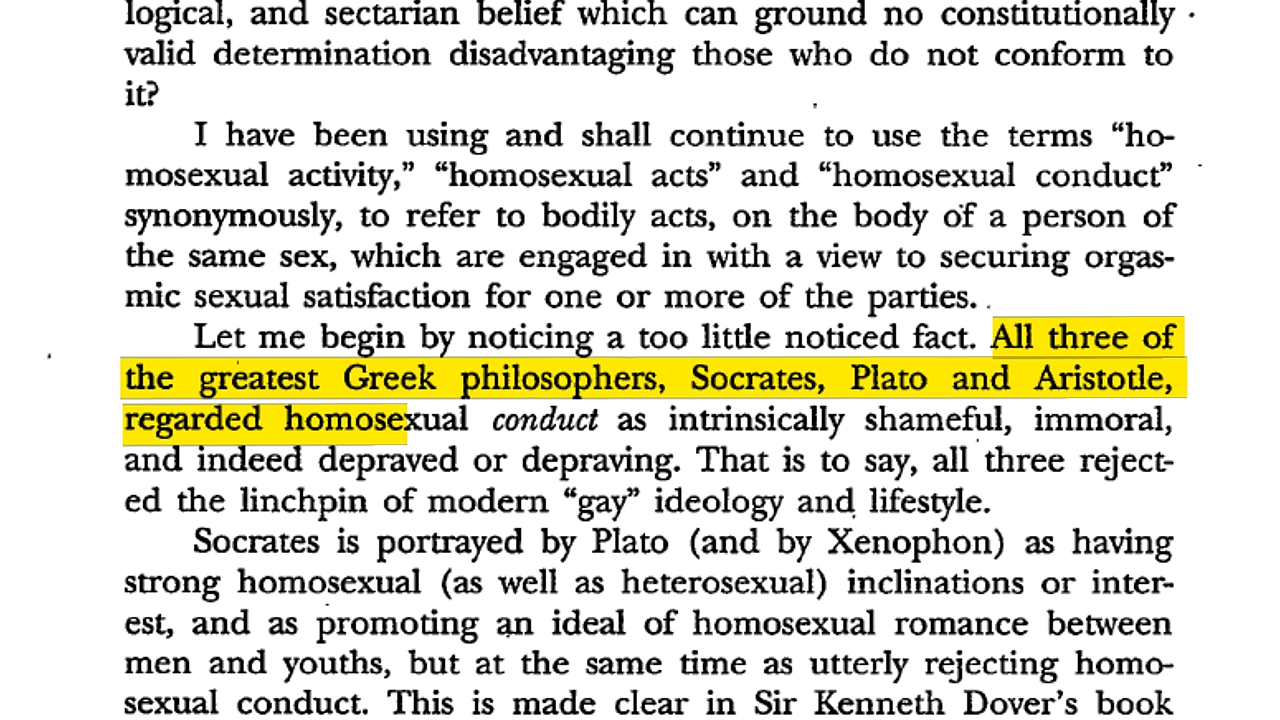 logical, and sectarian belief which can ground no constitutionally
valid determination disadvantaging those who do not conform to
it?
I have been using and shall continue to use the terms “ho-
mosexual activity,” “homosexual acts” and “homosexual conduct”
synonymously, to refer to bodily acts, on the body of a person of
the same sex, which are engaged in with a view to securing orgas-
mic sexual satisfaction for one or more of the parties.
Let me begin by noticing a too little noticed fact. All three of
the greatest Greek philosophers, Socrates, Plato and Aristotle,
regarded homosexual conduct as intrinsically shameful, immoral,
and indeed depraved or depraving. That is to say, all three reject-
ed the linchpin of modern “gay” ideology and lifestyle.
Socrates is portrayed by Plato (and by Xenophon) as having
strong homosexual (as well as heterosexual) inclinations or inter-
est, and as promoting an ideal of homosexual romance between
men and youths, but at the same time as utterly rejecting homo-
sexual conduct. This is made clear in Sir Kenneth Dover’s book